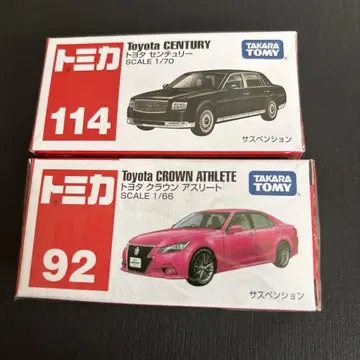 トミカ
114
Toyota CENTURY
トヨタ センチュリー
SCALE 1/70
TAKARA TOMY
サスペンション
トミカ
92
Toyota CROWN ATHLETE
トヨタ クラウン アスリート
SCALE 1/66
TAKARA TOMY
サスペンション